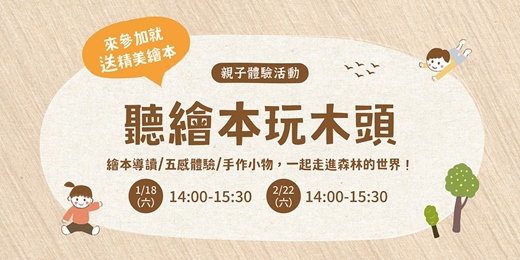 來參加就
送精美繪本
親子體驗活動
聽繪本玩木頭
繪本導讀/五感體驗/手作小物，一起走進森林的世界！
1/18 (六) 14:00-15:30 2/22 (六) 14:00-15:30